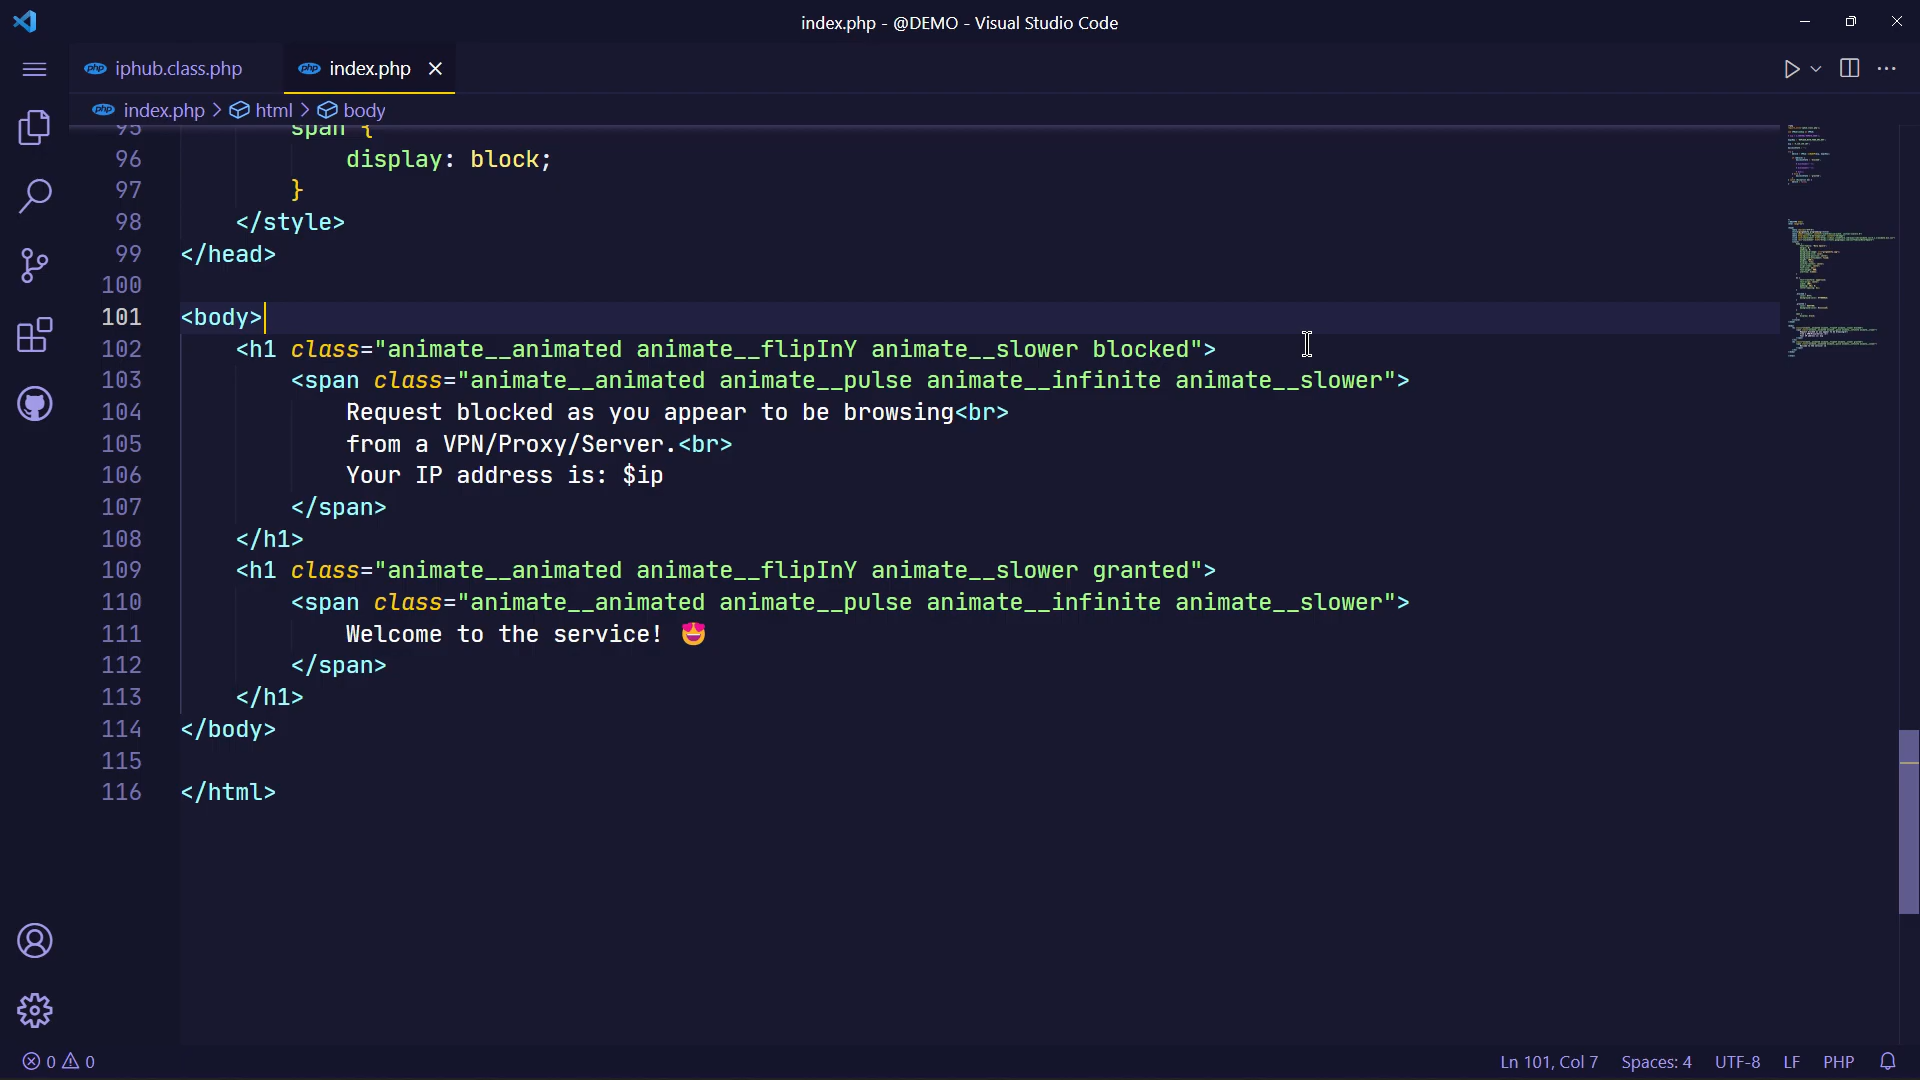 index.php - @DEMO - Visual Studio Code
php iphub.class.php
php index.php
php index.php > html > body
95 span {
96 display: block;
97 }
98 </style>
99 </head>
100
101 <body>
102 <h1 class="animate__animated animate__flipInY animate__slower blocked">
103 <span class="animate__animated animate__pulse animate__infinite animate__slower">
104 Request blocked as you appear to be browsing<br>
105 from a VPN/Proxy/Server.<br>
106 Your IP address is: $ip
107 </span>
108 </h1>
109 <h1 class="animate__animated animate__flipInY animate__slower granted">
110 <span class="animate__animated animate__pulse animate__infinite animate__slower">
111 Welcome to the service! 🤩
112 </span>
113 </h1>
114 </body>
115
116 </html>
0 0
Ln 101, Col 7 Spaces: 4 UTF-8 LF PHP